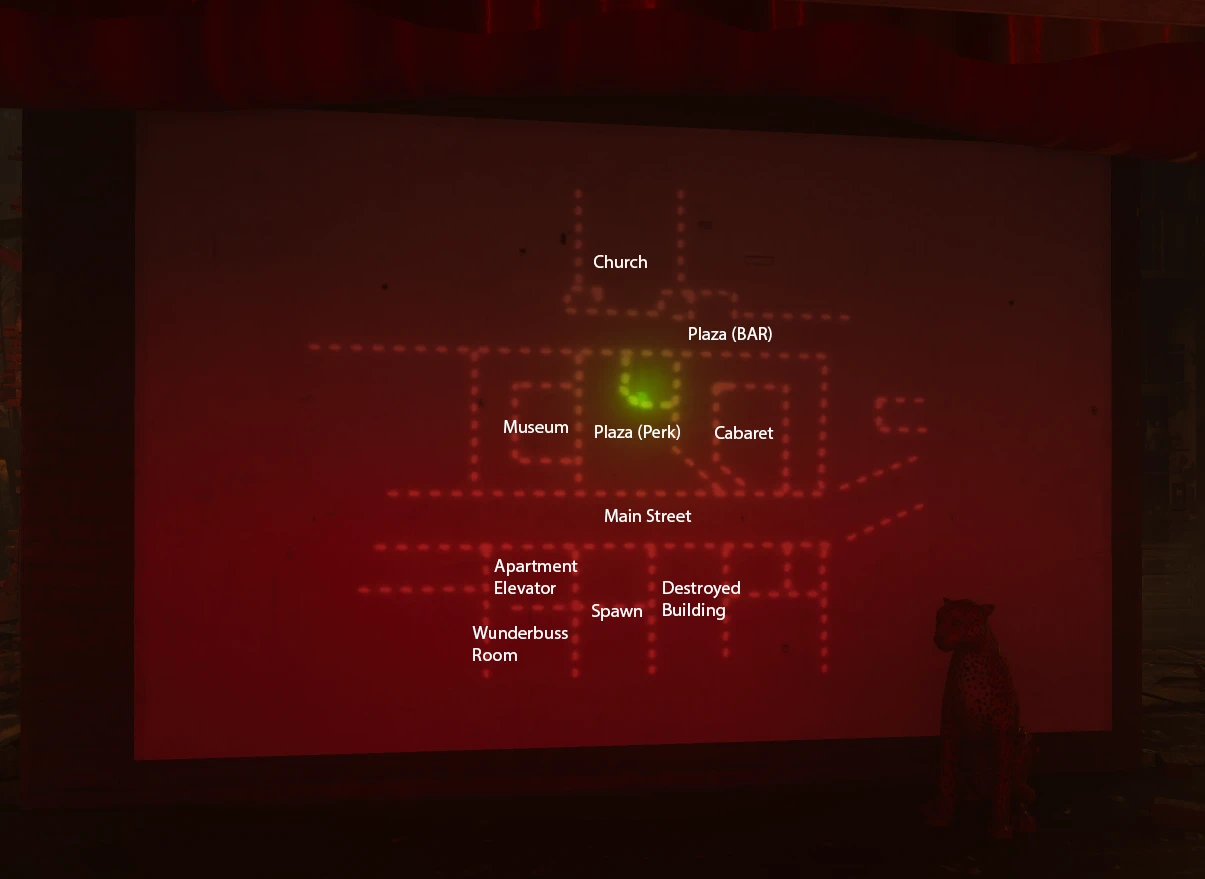 Church
Plaza (BAR)
Museum
Plaza (Perk)
Cabaret
Main Street
Apartment
Elevator
Destroyed
Building
Spawn
Wunderbuss
Room